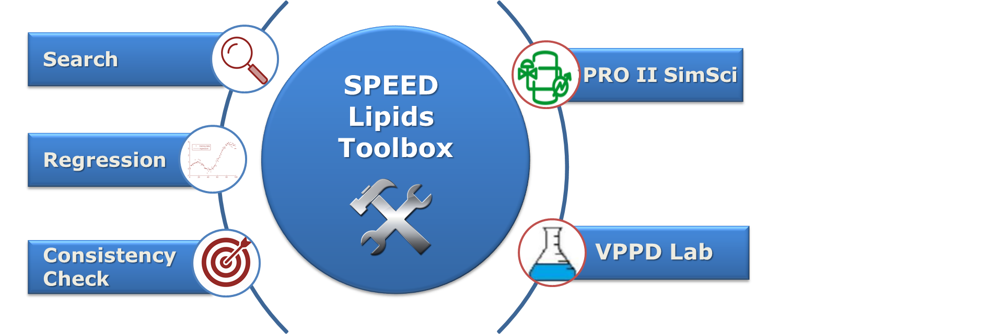 Search
Regression
Consistency
Check
SPEED
Lipids
Toolbox
PRO II SimSci
VPPD Lab